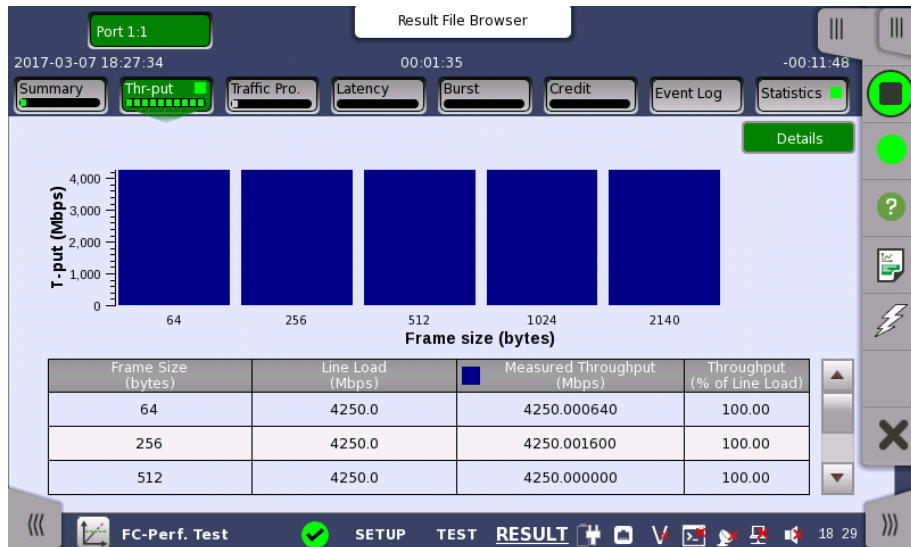 Result File Browser
Port 1:1
2017-03-07 18:27:34
00:01:35
-00:11:48
Summary
Thr-put
Traffic Pro.
Latency
Burst
Credit
Event Log
Statistics
Details
T-put (Mbps)
4,000
3,000
2,000
1,000
0
64 256 512 1024 2140
Frame size (bytes)
Frame Size (bytes) Line Load (Mbps) Measured Throughput (Mbps) Throughput (% of Line Load)
64 4250.0 4250.000640 100.00
256 4250.0 4250.001600 100.00
512 4250.0 4250.000000 100.00
FC-Perf. Test SETUP TEST RESULT 18 29